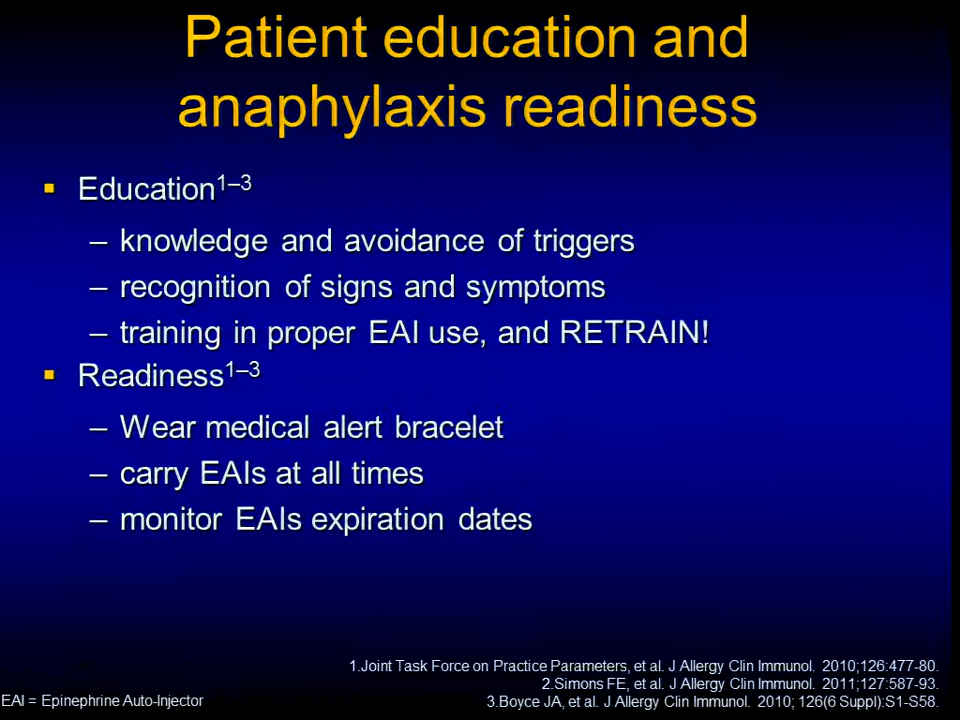 Patient education and
anaphylaxis readiness
▪ Education1–3
– knowledge and avoidance of triggers
– recognition of signs and symptoms
– training in proper EAI use, and RETRAIN!
▪ Readiness1–3
– Wear medical alert bracelet
– carry EAIs at all times
– monitor EAIs expiration dates
1.Joint Task Force on Practice Parameters, et al. J Allergy Clin Immunol. 2010;126:477-80.
2.Simons FE, et al. J Allergy Clin Immunol. 2011;127:587-93.
3.Boyce JA, et al. J Allergy Clin Immunol. 2010; 126(6 Suppl):S1-S58.
EAI = Epinephrine Auto-Injector